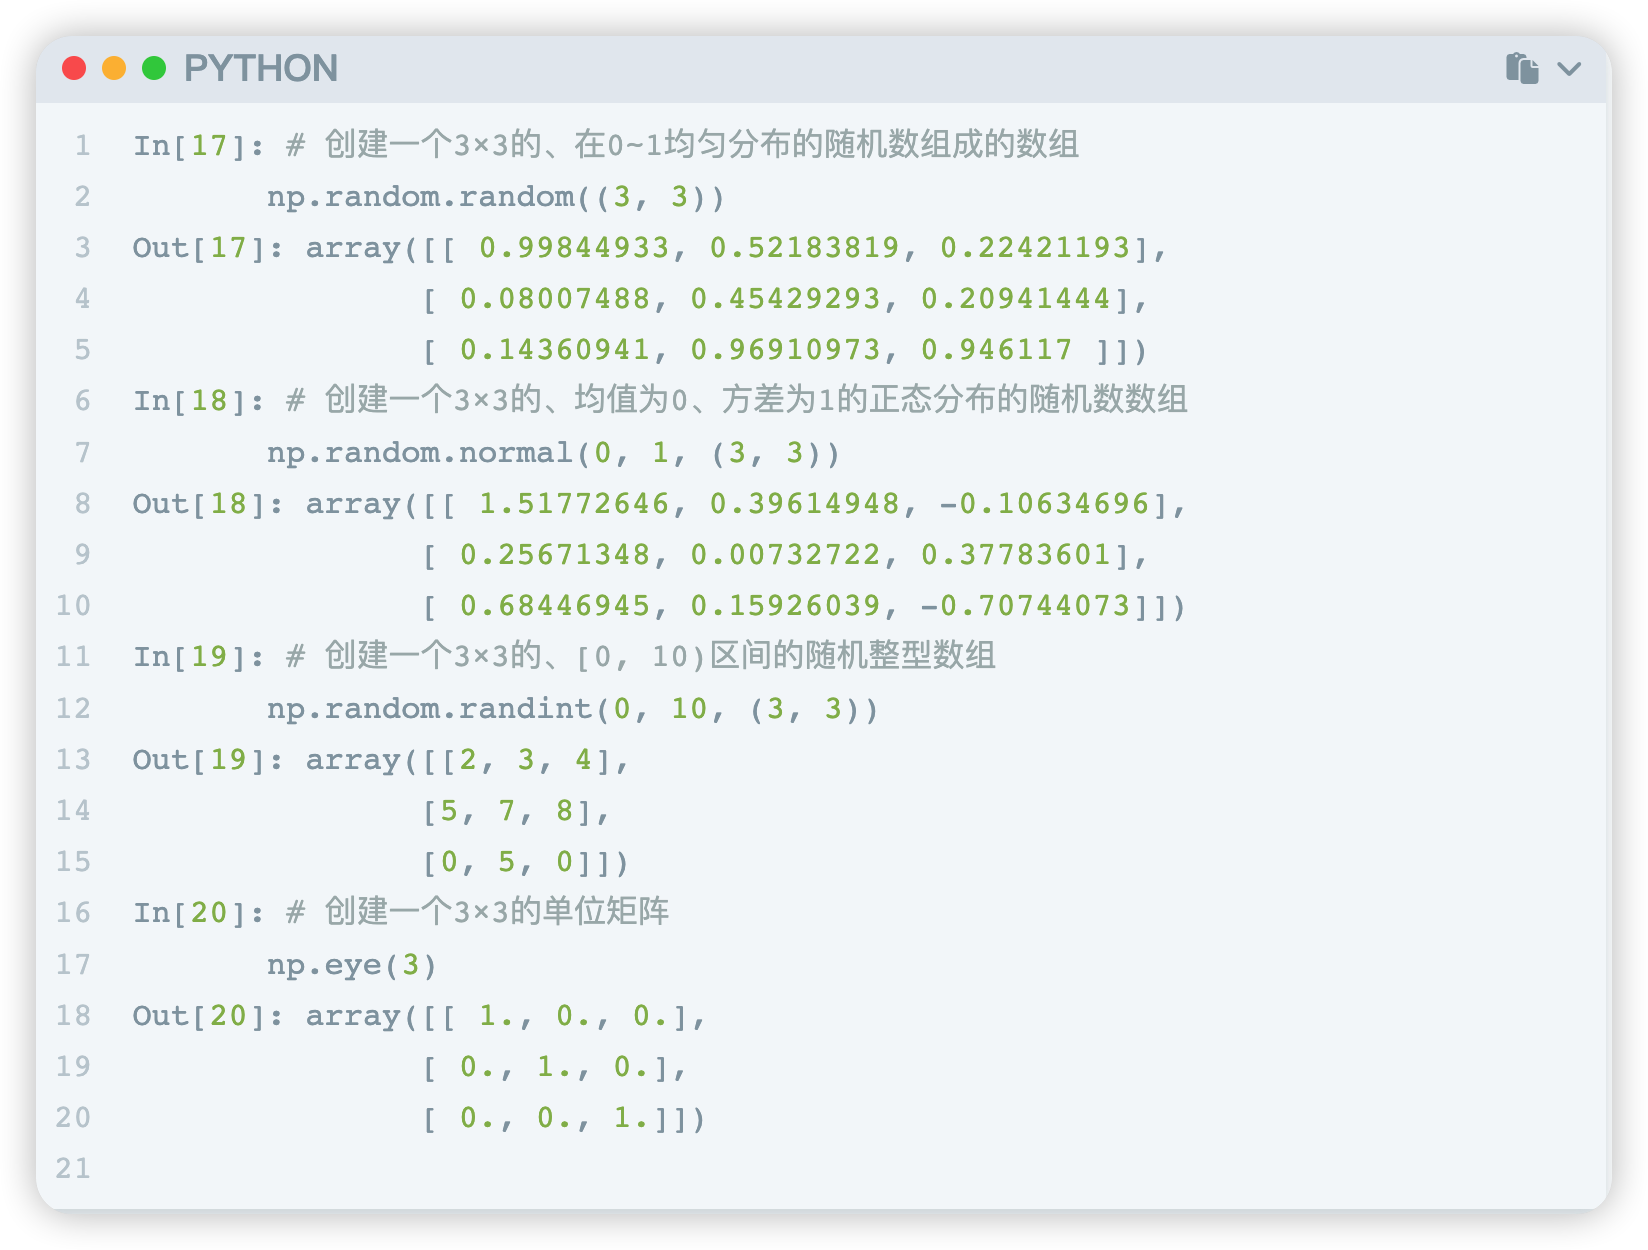 PYTHON
1 In[17]: # 创建一个3×3的、在0~1均匀分布的随机数组成的数组
2 np.random.random((3, 3))
3 Out[17]: array([[ 0.99844933, 0.52183819, 0.22421193],
4 [ 0.08007488, 0.45429293, 0.20941444],
5 [ 0.14360941, 0.96910973, 0.946117 ]])
6 In[18]: # 创建一个3×3的、均值为0、方差为1的正态分布的随机数数组
7 np.random.normal(0, 1, (3, 3))
8 Out[18]: array([[ 1.51772646, 0.39614948, -0.10634696],
9 [ 0.25671348, 0.00732722, 0.37783601],
10 [ 0.68446945, 0.15926039, -0.70744073]])
11 In[19]: # 创建一个3×3的、[0, 10)区间的随机整型数组
12 np.random.randint(0, 10, (3, 3))
13 Out[19]: array([[2, 3, 4],
14 [5, 7, 8],
15 [0, 5, 0]])
16 In[20]: # 创建一个3×3的单位矩阵
17 np.eye(3)
18 Out[20]: array([[ 1., 0., 0.],
19 [ 0., 1., 0.],
20 [ 0., 0., 1.]])
21